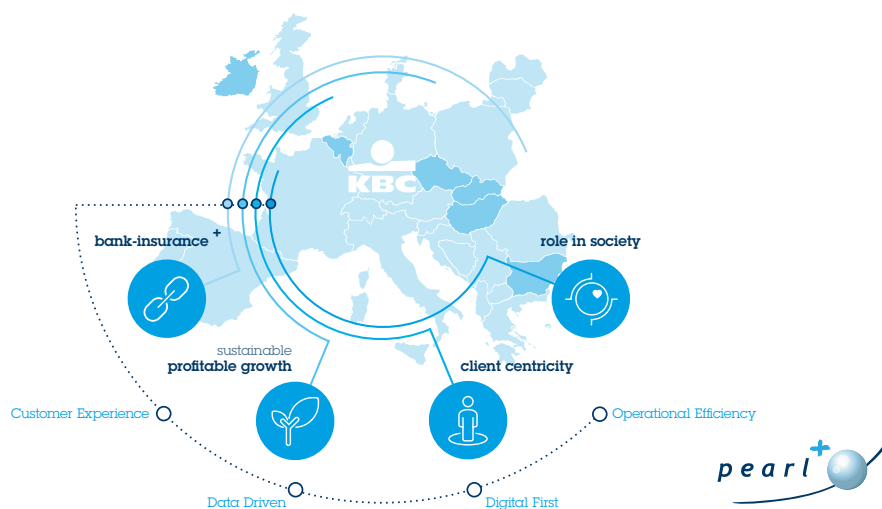 KBC
bank-insurance +
role in society
sustainable
profitable growth
client centricity
Customer Experience
Operational Efficiency
pearl+
Data Driven
Digital First